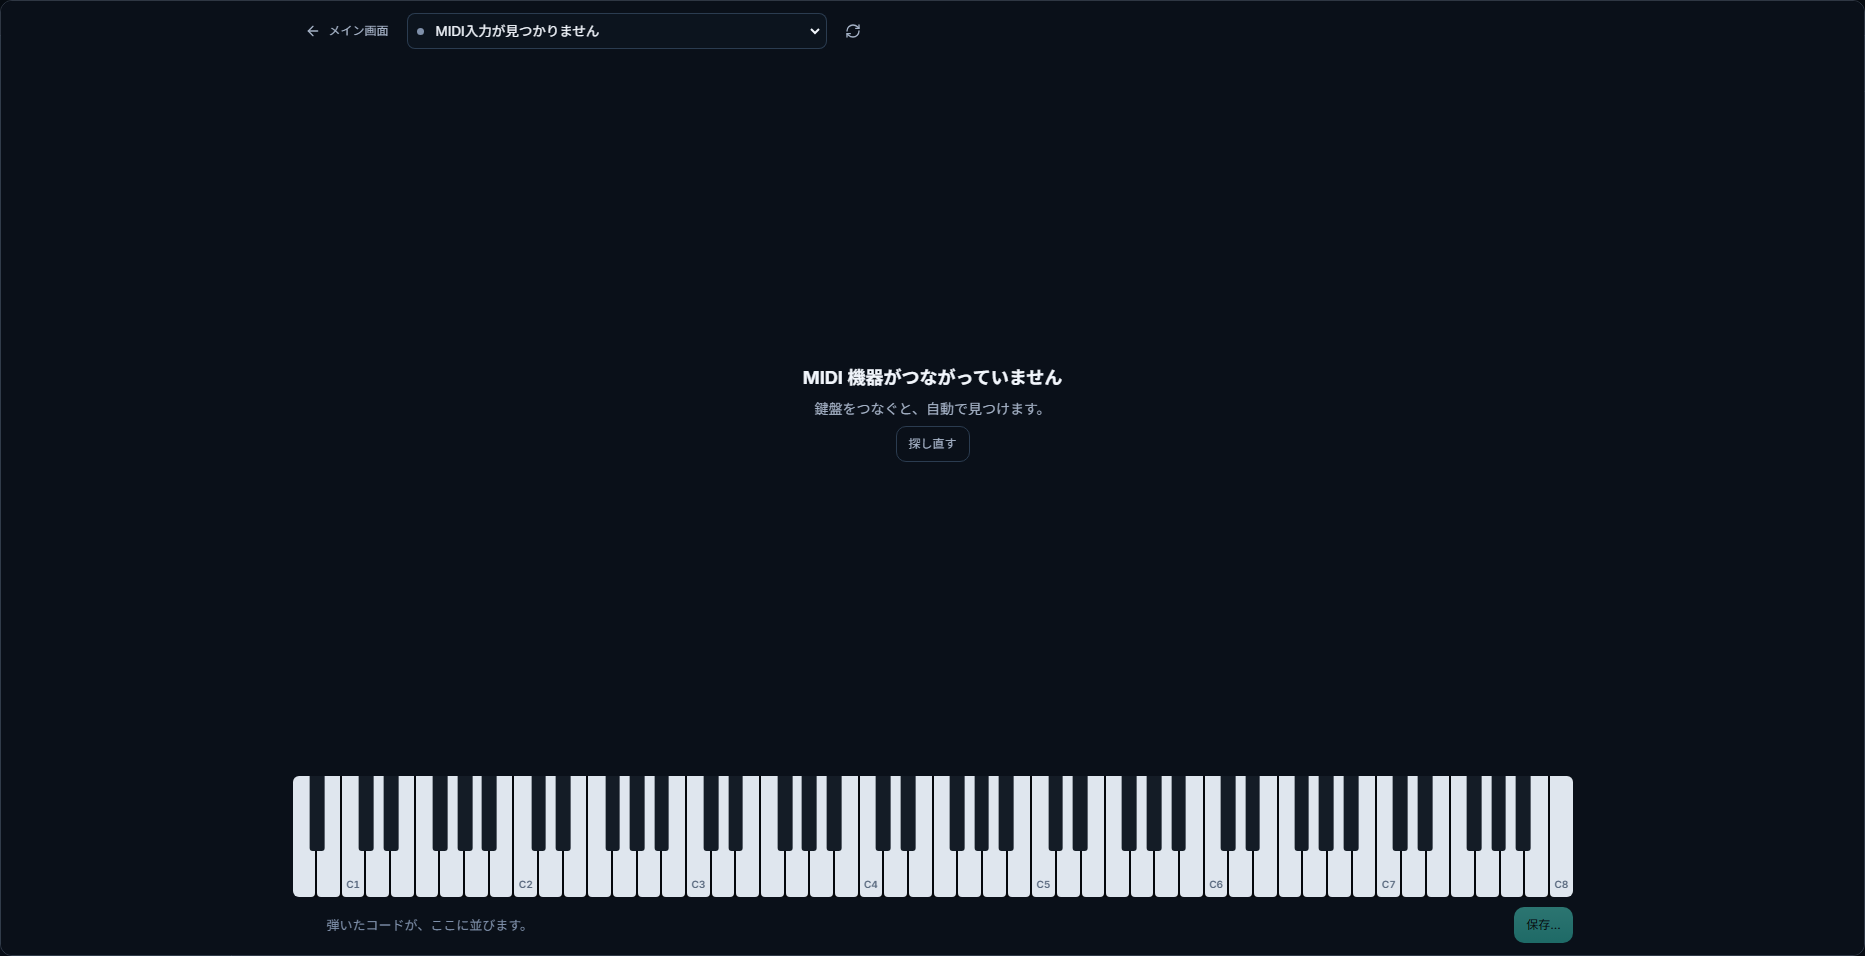 メイン画面
MIDI入力が見つかりません
MIDI 機器がつながっていません
鍵盤をつなぐと、自動で見つけます。
探し直す
C1 C2 C3 C4 C5 C6 C7 C8
弾いたコードが、ここに並びます。
保存...